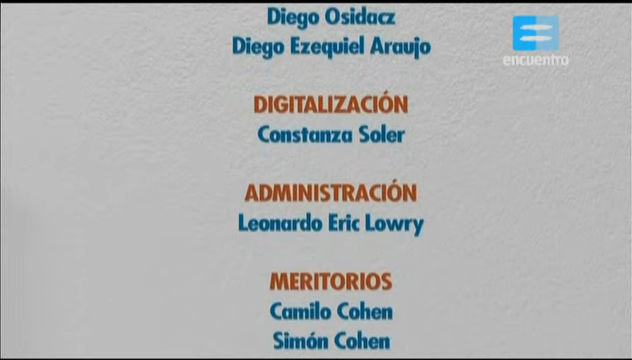 Diego Osidacz
Diego Ezequiel Araujo
encuentro
DIGITALIZACIÓN
Constanza Soler
ADMINISTRACIÓN
Leonardo Eric Lowry
MERITORIOS
Camilo Cohen
Simón Cohen